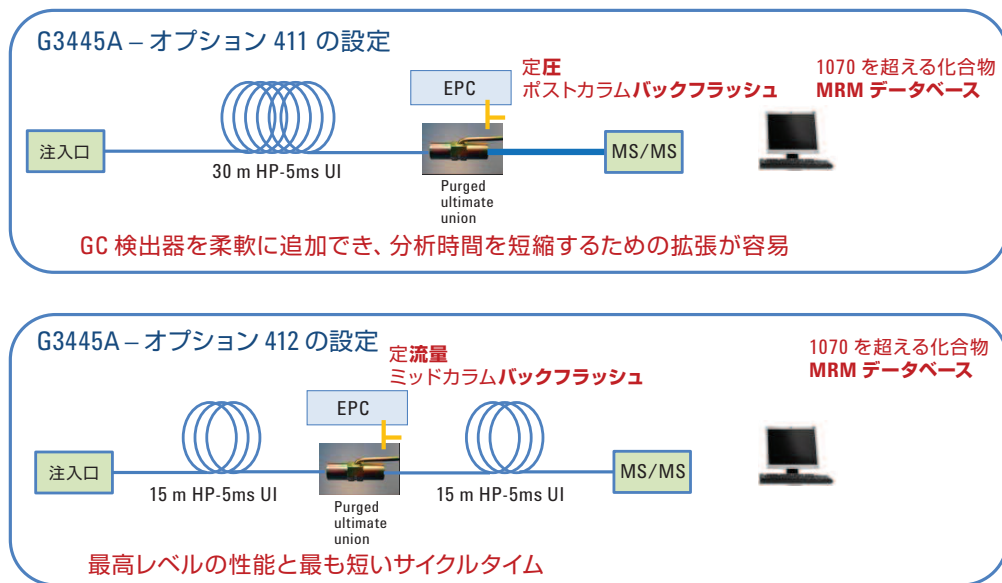 G3445A – オプション 411 の設定
定圧
ポストカラムバックフラッシュ
1070 を超える化合物
MRM データベース
EPC
注入口
30 m HP-5ms UI
Purged
ultimate
union
MS/MS
GC 検出器を柔軟に追加でき、分析時間を短縮するための拡張が容易
G3445A – オプション 412 の設定
定流量
ミッドカラムバックフラッシュ
1070 を超える化合物
MRM データベース
EPC
注入口
15 m HP-5ms UI
Purged
ultimate
union
15 m HP-5ms UI
MS/MS
最高レベルの性能と最も短いサイクルタイム